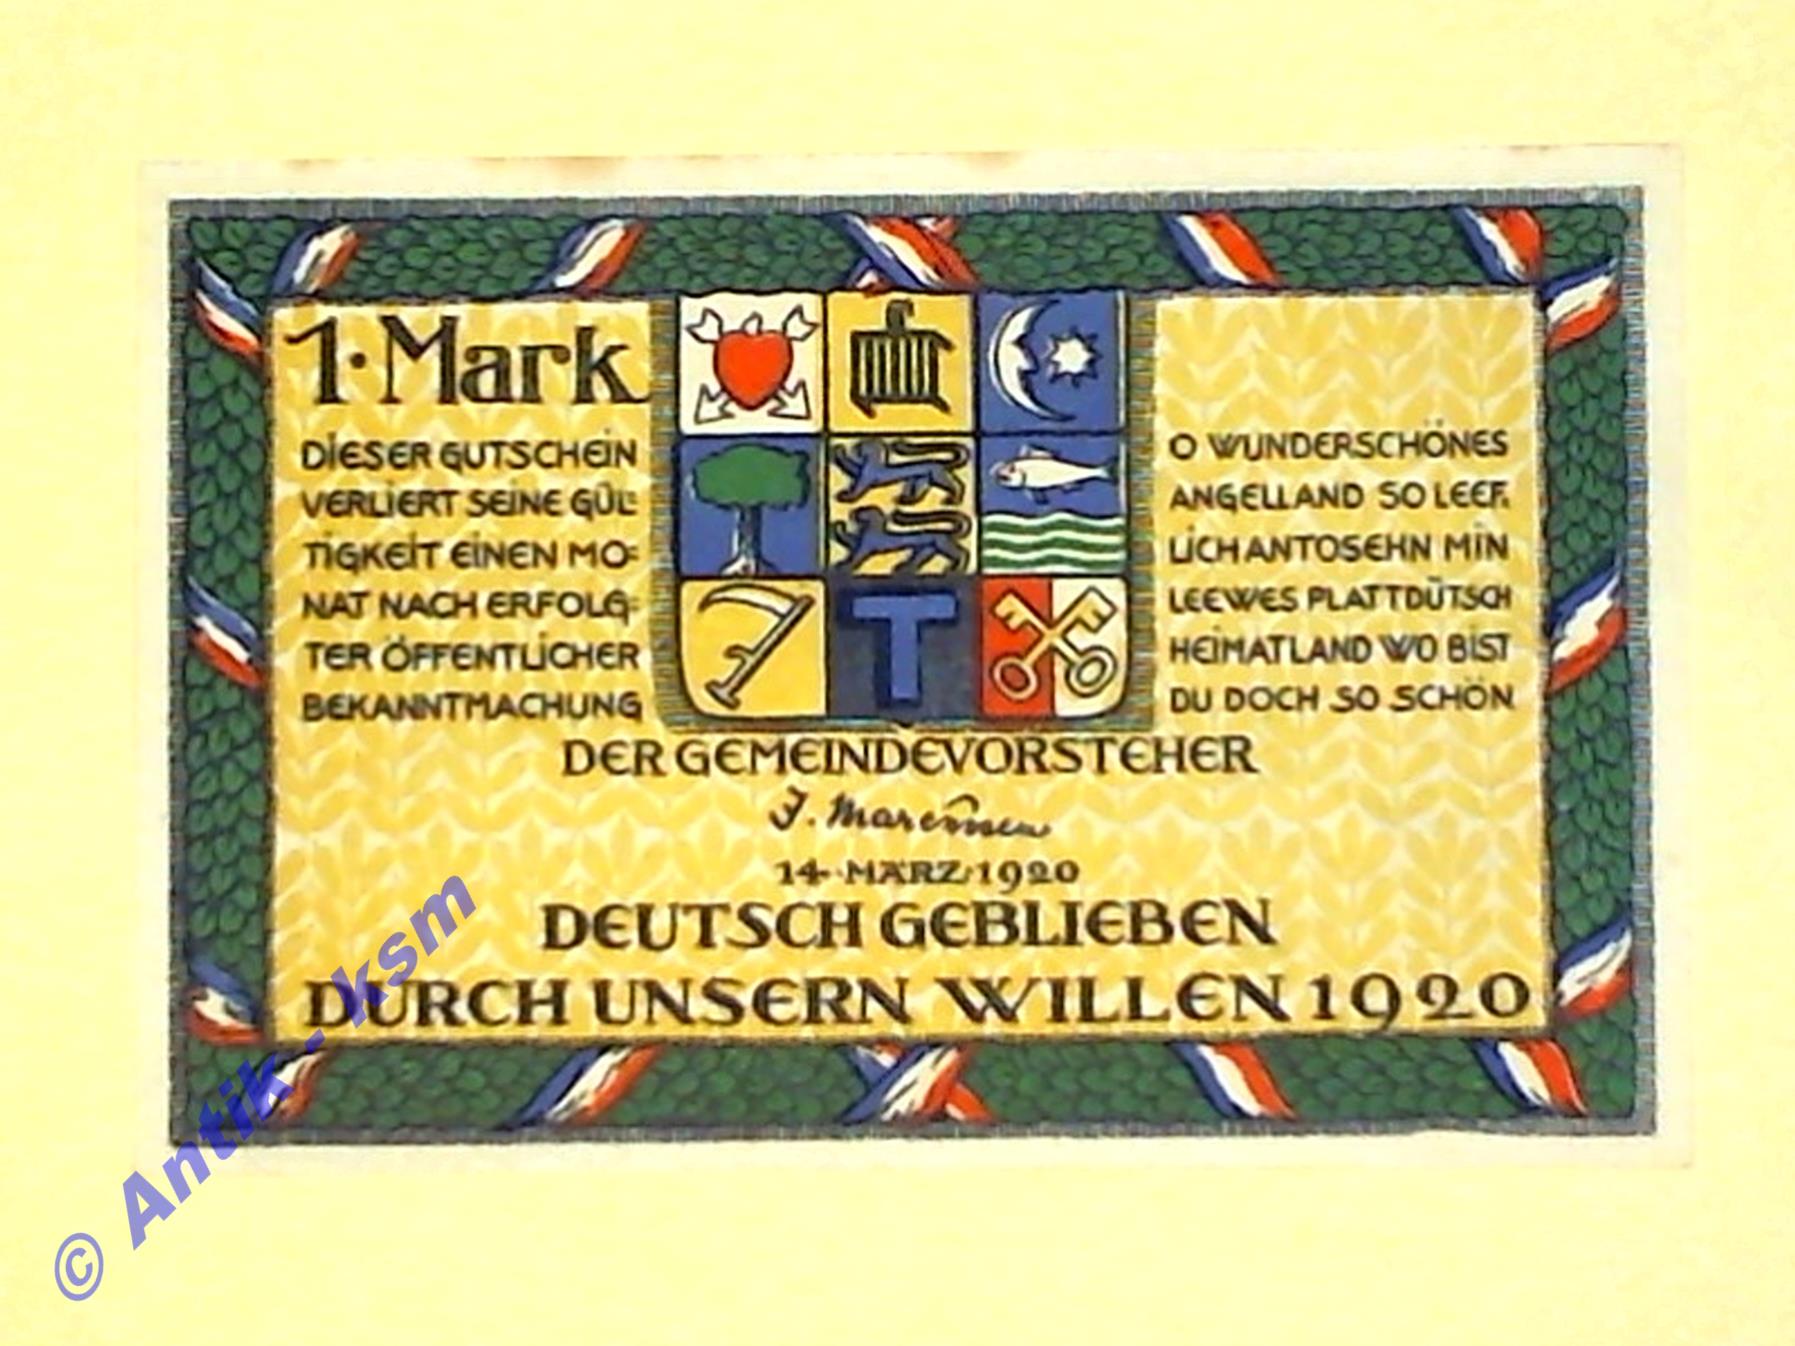 1·Mark
DIESER GUTSCHEIN
VERLIERT SEINE GÜL=
TIGKEIT EINEN MO=
NAT NACH ERFOLG=
TER ÖFFENTLICHER
BEKANNTMACHUNG
T
O WUNDERSCHÖNES
ANGELLAND SO LEEF.
LICH ANTOSEHN MIN
LEEWES PLATTDÜTSCH
HEIMATLAND WO BIST
DU DOCH SO SCHÖN
DER GEMEINDEVORSTEHER
J.
14·MÄRZ·1920
DEUTSCH GEBLIEBEN
DURCH UNSERN WILLEN 1920
© Antik - ksm